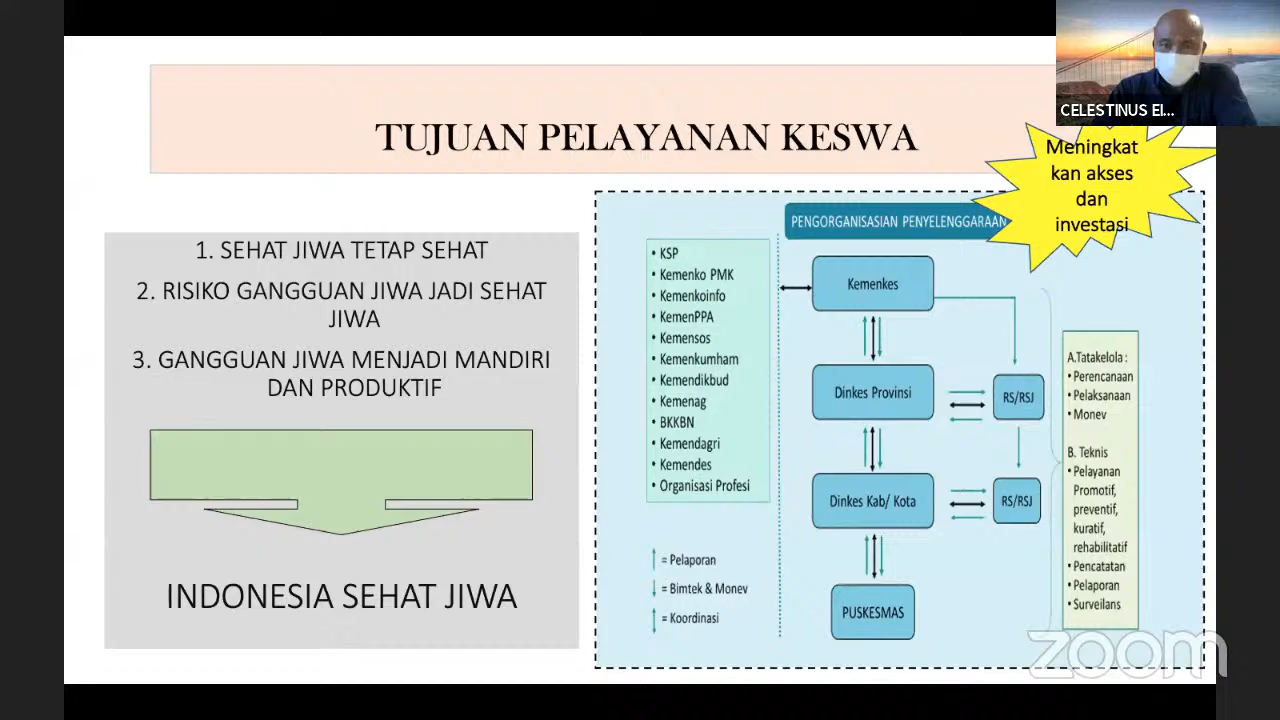 CELESTINUS EI...
TUJUAN PELAYANAN KESWA
Meningkat
kan akses
dan
investasi
1. SEHAT JIWA TETAP SEHAT
2. RISIKO GANGGUAN JIWA JADI SEHAT
JIWA
3. GANGGUAN JIWA MENJADI MANDIRI
DAN PRODUKTIF
INDONESIA SEHAT JIWA
PENGORGANISASIAN PENYELENGGARAAN
• KSP
• Kemenko PMK
• Kemenkoinfo
• KemenPPA
• Kemensos
• Kemenkumham
• Kemendikbud
• Kemenag
• BKKBN
• Kemendagri
• Kemendes
• Organisasi Profesi
= Pelaporan
= Bimtek & Monev
= Koordinasi
Kemenkes
Dinkes Provinsi
RS/RSJ
Dinkes Kab/ Kota
RS/RSJ
PUSKESMAS
A.Tatakelola :
• Perencanaan
• Pelaksanaan
• Monev
B. Teknis
• Pelayanan
Promotif,
preventif,
kuratif,
rehabilitatif
• Pencatatan
• Pelaporan
• Surveilans
zoom